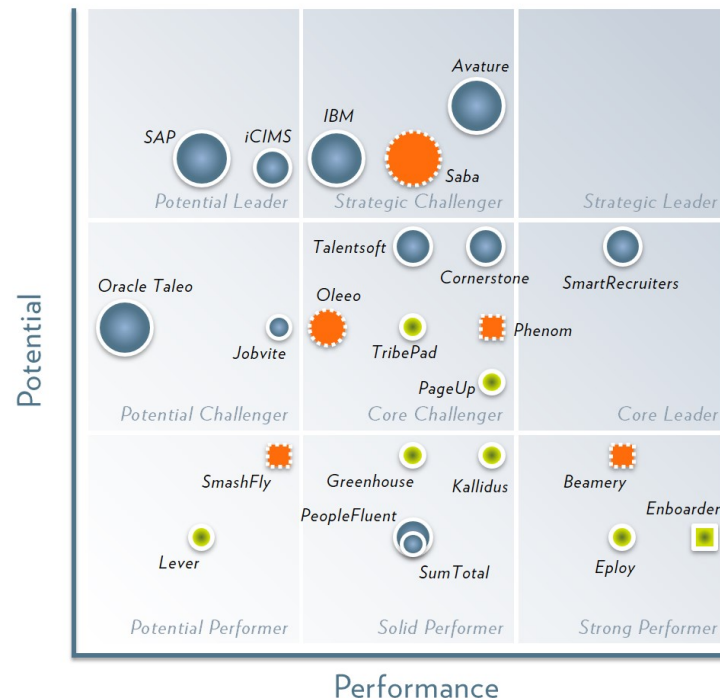 Avature
IBM
SAP
iCIMS
Saba
Potential Leader
Strategic Challenger
Strategic Leader
Talentsoft
Cornerstone
SmartRecruiters
Oracle Taleo
Oleeo
Phenom
Jobvite
TribePad
PageUp
Potential Challenger
Core Challenger
Core Leader
SmashFly
Greenhouse
Kallidus
Beamery
Enboarder
PeopleFluent
Lever
SumTotal
Eploy
Potential Performer
Solid Performer
Strong Performer
Potential
Performance